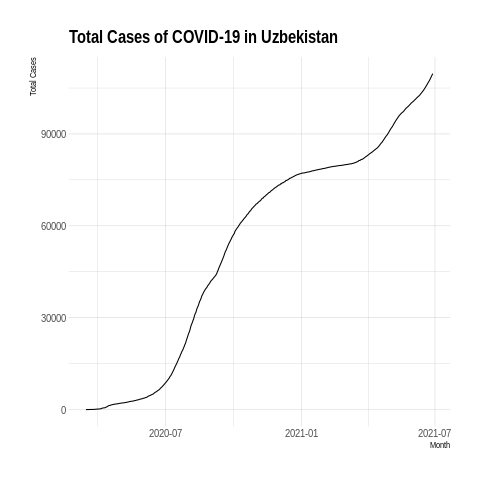 Total Cases of COVID-19 in Uzbekistan
Total Cases
90000
60000
30000
0
2020-07
2021-01
2021-07
Month